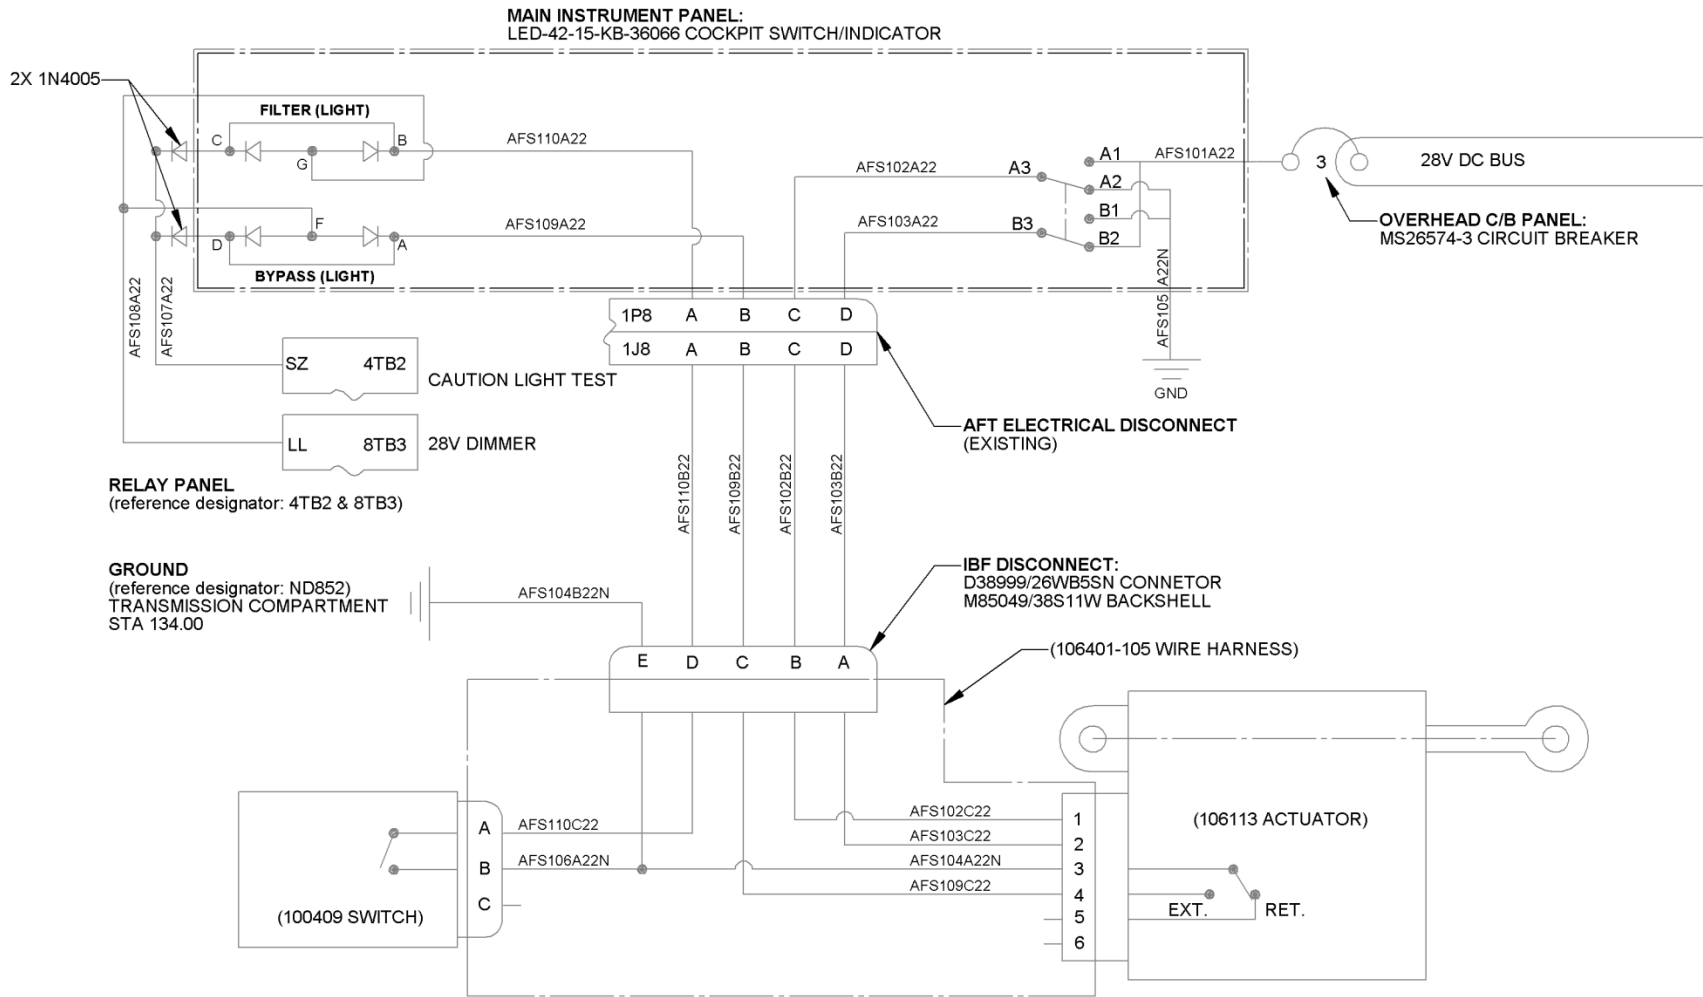 MAIN INSTRUMENT PANEL:
LED-42-15-KB-36066 COCKPIT SWITCH/INDICATOR
2X 1N4005
FILTER (LIGHT)
C
B
G
AFS110A22
F
D
A
AFS109A22
BYPASS (LIGHT)
AFS102A22
A3
A1
A2
AFS101A22
AFS103A22
B3
B1
B2
AFS105 A22N
GND
3
28V DC BUS
OVERHEAD C/B PANEL:
MS26574-3 CIRCUIT BREAKER
AFS108A22
AFS107A22
1P8 A B C D
1J8 A B C D
SZ 4TB2
CAUTION LIGHT TEST
LL 8TB3
28V DIMMER
AFT ELECTRICAL DISCONNECT
(EXISTING)
RELAY PANEL
(reference designator: 4TB2 & 8TB3)
AFS110B22
AFS109B22
AFS102B22
AFS103B22
GROUND
(reference designator: ND852)
TRANSMISSION COMPARTMENT
STA 134.00
AFS104B22N
IBF DISCONNECT:
D38999/26WB5SN CONNETOR
M85049/38S11W BACKSHELL
E D C B A
(106401-105 WIRE HARNESS)
A
B
C
AFS110C22
AFS106A22N
(100409 SWITCH)
AFS102C22
AFS103C22
AFS104A22N
AFS109C22
1
2
3
4
5
6
(106113 ACTUATOR)
EXT.
RET.